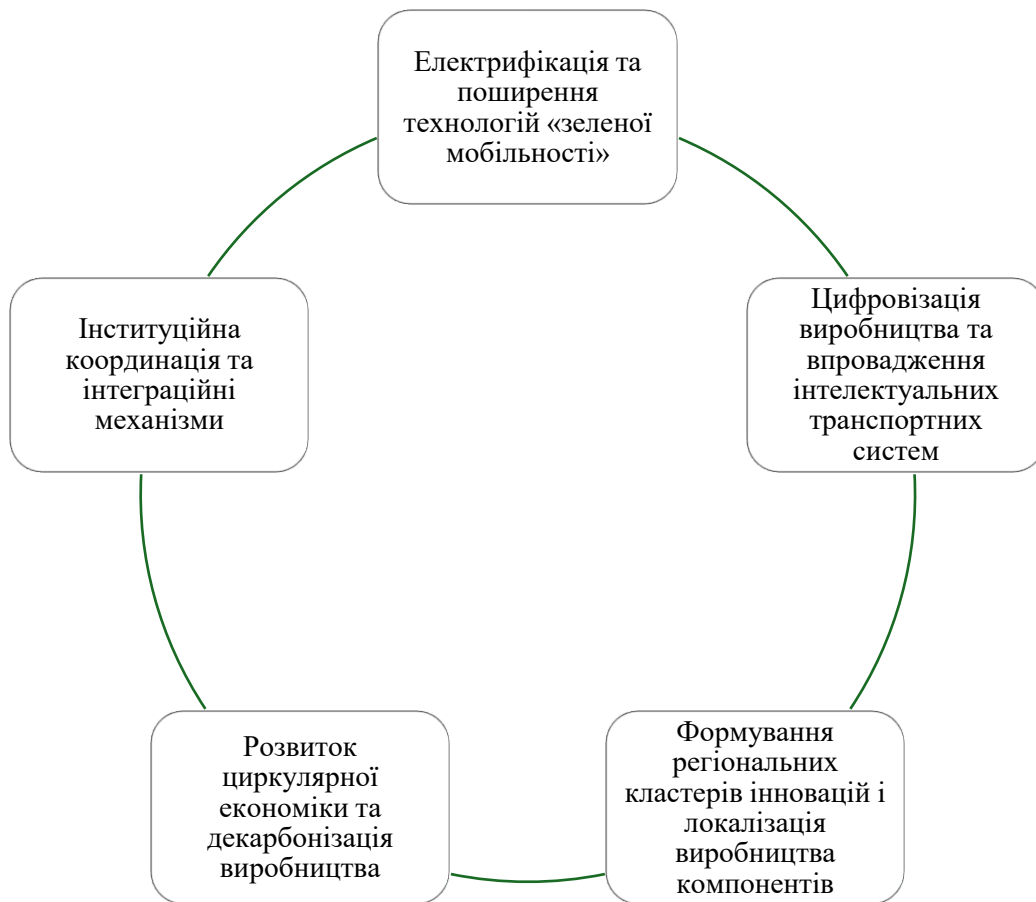 Електрифікація та
поширення
технологій «зеленої
мобільності»
Цифровізація
виробництва та
впровадження
інтелектуальних
транспортних
систем
Формування
регіональних
кластерів інновацій і
локалізація
виробництва
компонентів
Розвиток
циркулярної
економіки та
декарбонізація
виробництва
Інституційна
координація та
інтеграційні
механізми